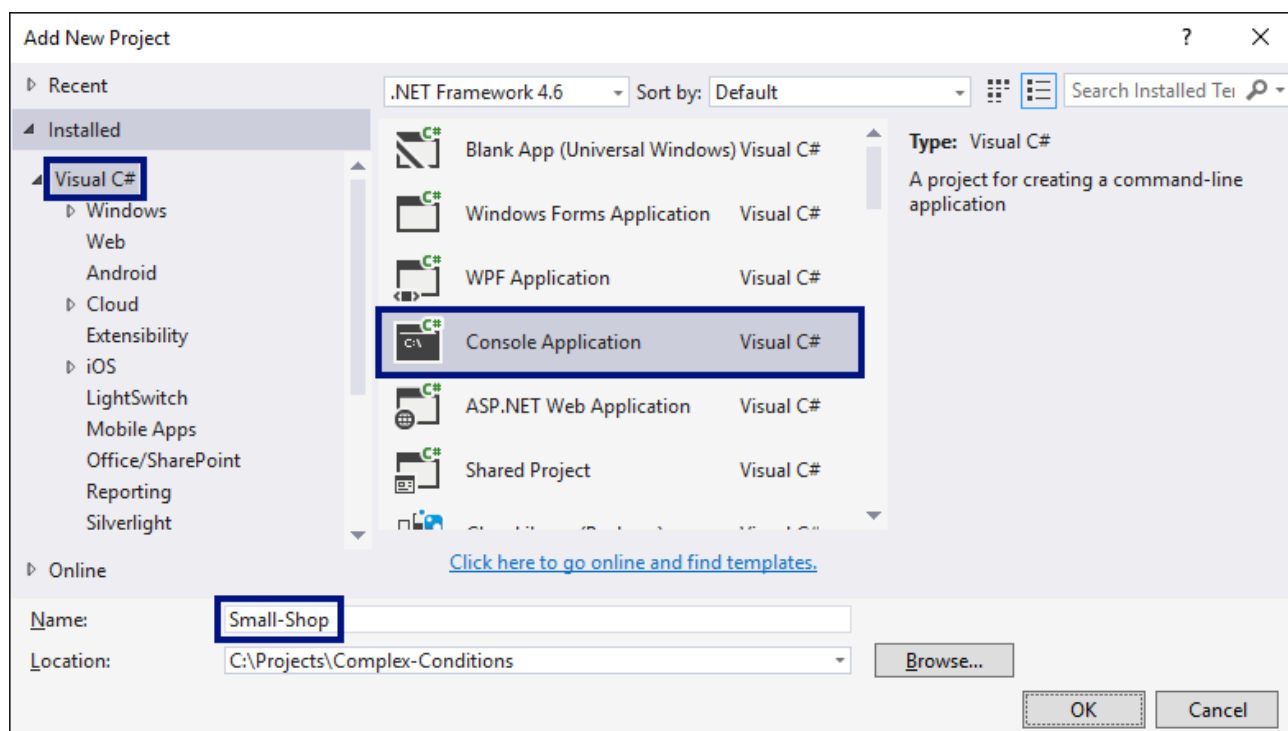 Add New Project
?
Recent
.NET Framework 4.6
Sort by:
Default
Search Installed Te
Installed
Visual C#
Windows
Web
Android
Cloud
Extensibility
iOS
LightSwitch
Mobile Apps
Office/SharePoint
Reporting
Silverlight
Online
C#
Blank App (Universal Windows) Visual C#
C#
Windows Forms Application Visual C#
C#
WPF Application Visual C#
C#
C:\
Console Application Visual C#
C#
ASP.NET Web Application Visual C#
C#
Shared Project Visual C#
Click here to go online and find templates.
Type: Visual C#
A project for creating a command-line
application
Name:
Small-Shop
Location:
C:\Projects\Complex-Conditions
Browse...
OK
Cancel